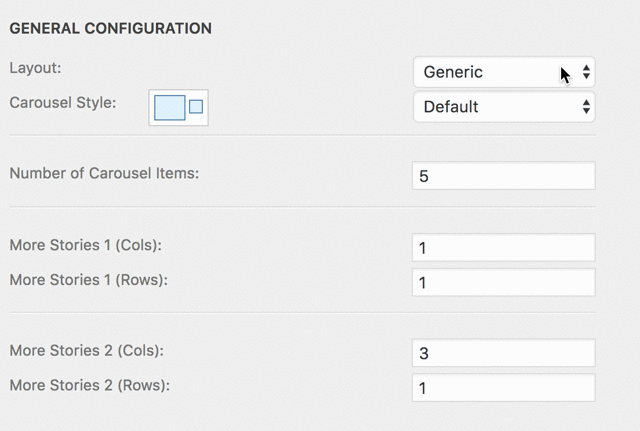 GENERAL CONFIGURATION
Layout: Generic
Carousel Style: Default
Number of Carousel Items: 5
More Stories 1 (Cols): 1
More Stories 1 (Rows): 1
More Stories 2 (Cols): 3
More Stories 2 (Rows): 1